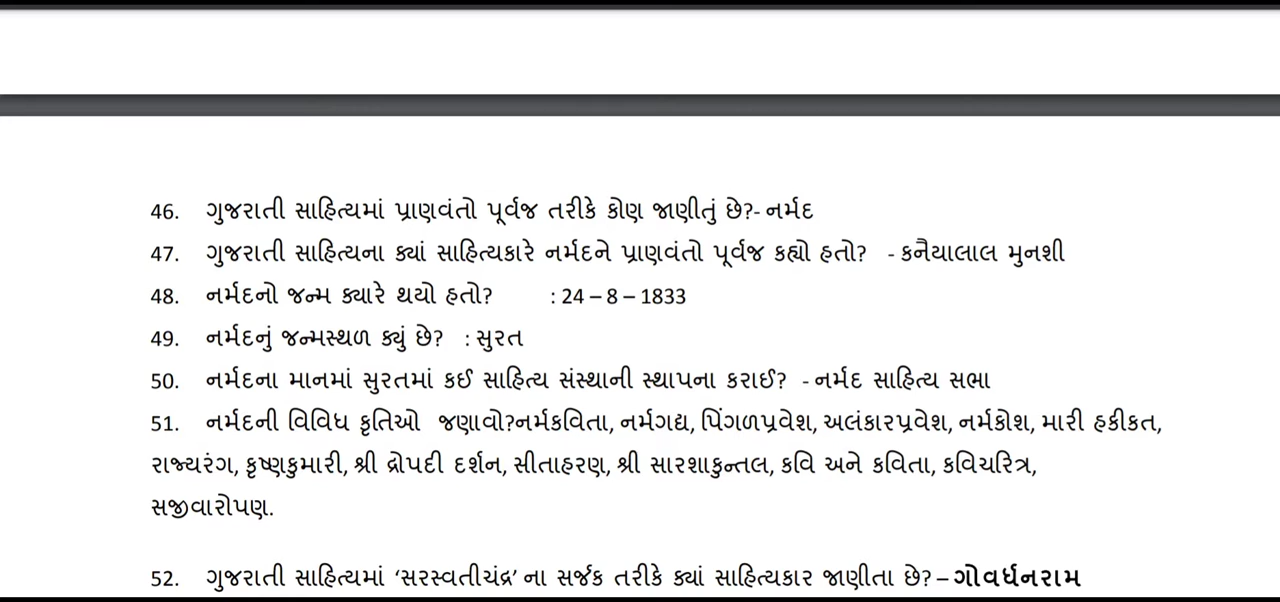 46. ગુજરાતી સાહિત્યમાં પ્રાણવંતો પૂર્વજ તરીકે કોણ જાણીતું છે?- નર્મદ
47. ગુજરાતી સાહિત્યના ક્યાં સાહિત્યકારે નર્મદને પ્રાણવંતો પૂર્વજ કહ્યો હતો? - કનૈયાલાલ મુનશી
48. નર્મદનો જન્મ ક્યારે થયો હતો? : 24 – 8 – 1833
49. નર્મદનું જન્મસ્થળ ક્યું છે? : સુરત
50. નર્મદના માનમાં સુરતમાં કઈ સાહિત્ય સંસ્થાની સ્થાપના કરાઈ? - નર્મદ સાહિત્ય સભા
51. નર્મદની વિવિધ કૃતિઓ જણાવો?નર્મકવિતા, નર્મગદ્ય, પિંગળપ્રવેશ, અલંકારપ્રવેશ, નર્મકોશ, મારી હકીકત,
રાજ્યરંગ, કૃષ્ણકુમારી, શ્રી દ્રોપદી દર્શન, સીતાહરણ, શ્રી સારશાકુન્તલ, કવિ અને કવિતા, કવિચરિત્ર,
સજીવારોપણ.
52. ગુજરાતી સાહિત્યમાં ‘સરસ્વતીચંદ્ર’ ના સર્જક તરીકે ક્યાં સાહિત્યકાર જાણીતા છે? – ગોવર્ધનરામ